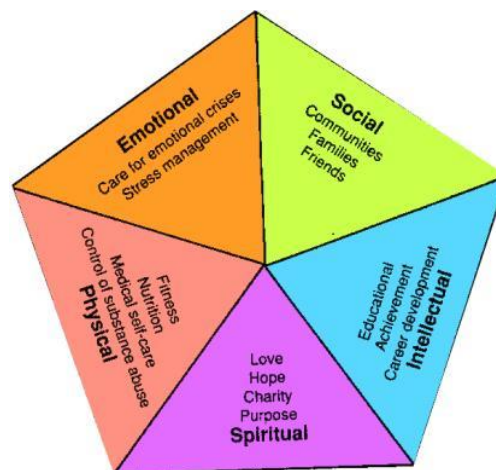 Emotional
Care for emotional crises
Stress management
Social
Communities
Families
Friends
Educational
Achievement
Career development
Intellectual
Love
Hope
Charity
Purpose
Spiritual
Fitness
Nutrition
Medical self-care
Control of substance abuse
Physical